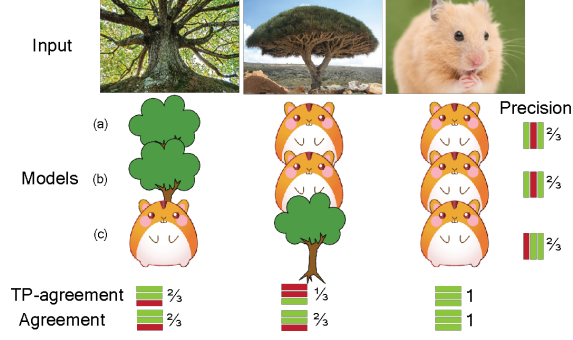 Input
Precision
(a)
⅔
Models
(b)
⅔
(c)
⅔
TP-agreement ⅔ ⅓ 1
Agreement ⅔ ⅔ 1